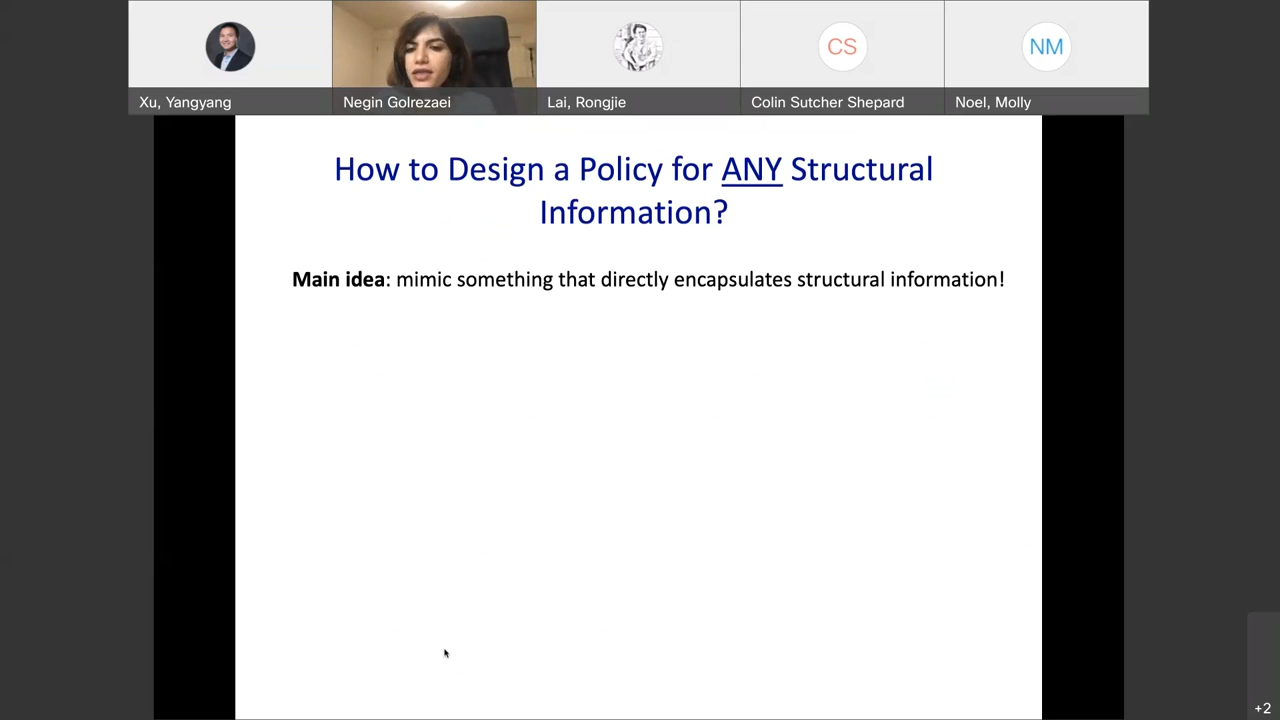 CS
NM
Xu, Yangyang
Negin Golrezaei
Lai, Rongjie
Colin Sutcher Shepard
Noel, Molly
How to Design a Policy for ANY Structural
Information?
Main idea: mimic something that directly encapsulates structural information!
+2